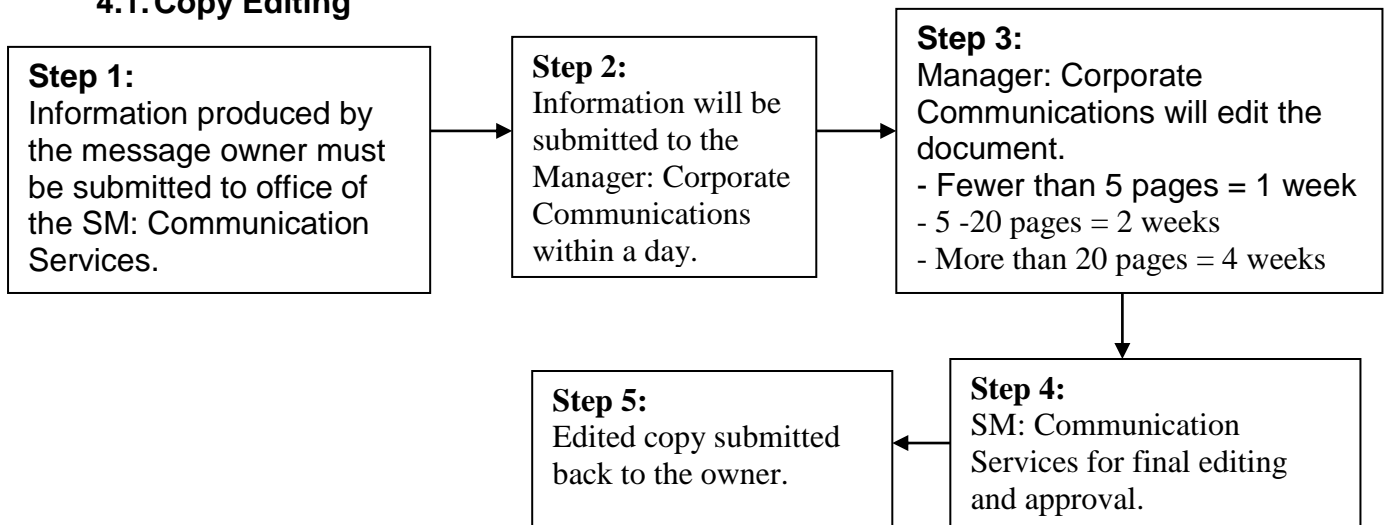 4.1. Copy Editing
Step 1:
Information produced by
the message owner must
be submitted to office of
the SM: Communication
Services.
Step 2:
Information will be
submitted to the
Manager: Corporate
Communications
within a day.
Step 3:
Manager: Corporate
Communications will edit the
document.
- Fewer than 5 pages = 1 week
- 5 -20 pages = 2 weeks
- More than 20 pages = 4 weeks
Step 4:
SM: Communication
Services for final editing
and approval.
Step 5:
Edited copy submitted
back to the owner.